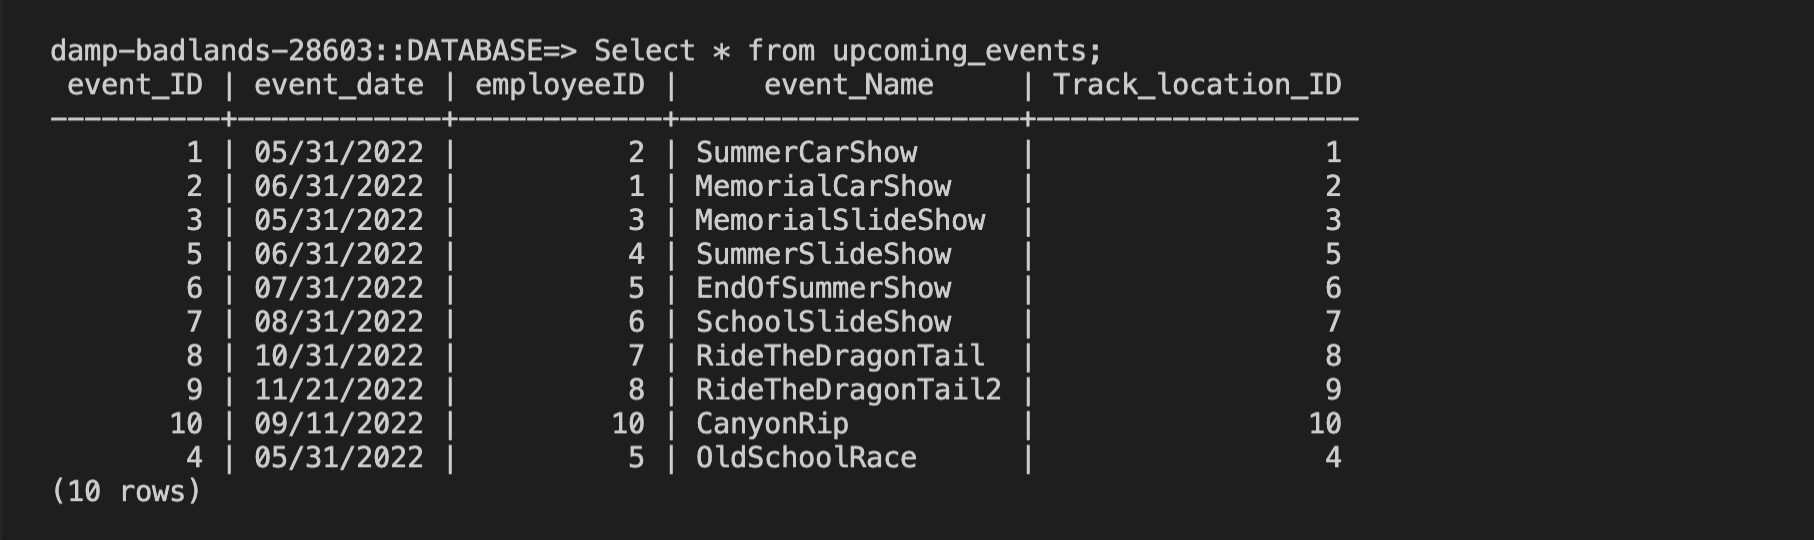 damp-badlands-28603::DATABASE=> Select * from upcoming_events;
 event_ID | event_date | employeeID |     event_Name     | Track_location_ID
----------+------------+------------+--------------------+-------------------
        1 | 05/31/2022 |          2 | SummerCarShow      |                 1
        2 | 06/31/2022 |          1 | MemorialCarShow    |                 2
        3 | 05/31/2022 |          3 | MemorialSlideShow  |                 3
        5 | 06/31/2022 |          4 | SummerSlideShow    |                 5
        6 | 07/31/2022 |          5 | EndOfSummerShow    |                 6
        7 | 08/31/2022 |          6 | SchoolSlideShow    |                 7
        8 | 10/31/2022 |          7 | RideTheDragonTail  |                 8
        9 | 11/21/2022 |          8 | RideTheDragonTail2 |                 9
       10 | 09/11/2022 |         10 | CanyonRip          |                10
        4 | 05/31/2022 |          5 | OldSchoolRace      |                 4
(10 rows)